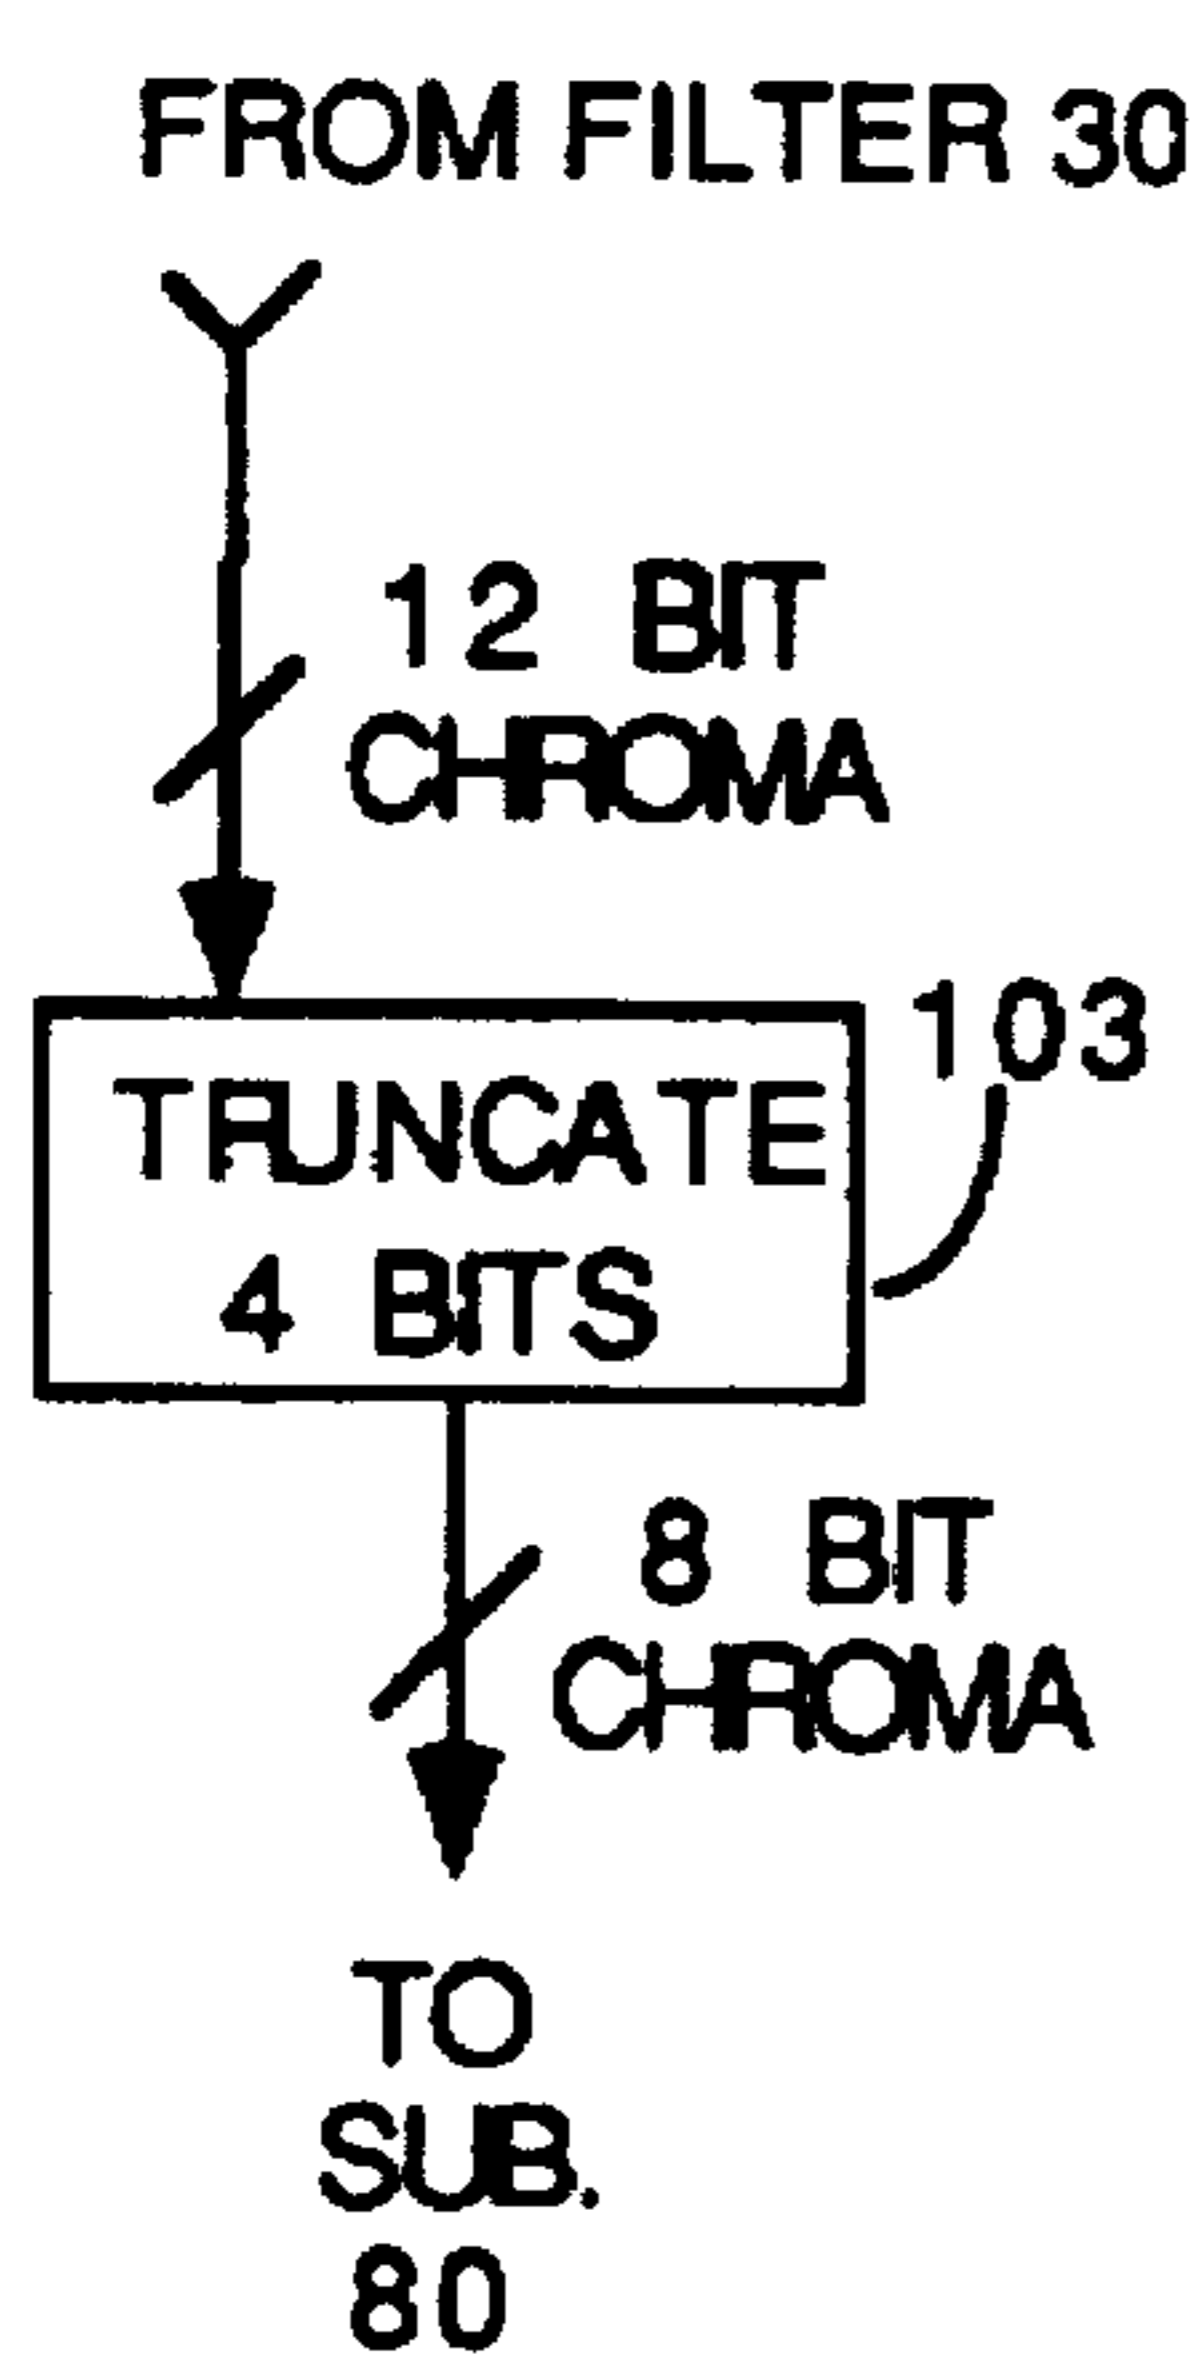 FROM FILTER 30
12 BIT
CHROMA
103
TRUNCATE
4 BITS
8 BIT
CHROMA
TO
SUB.
80